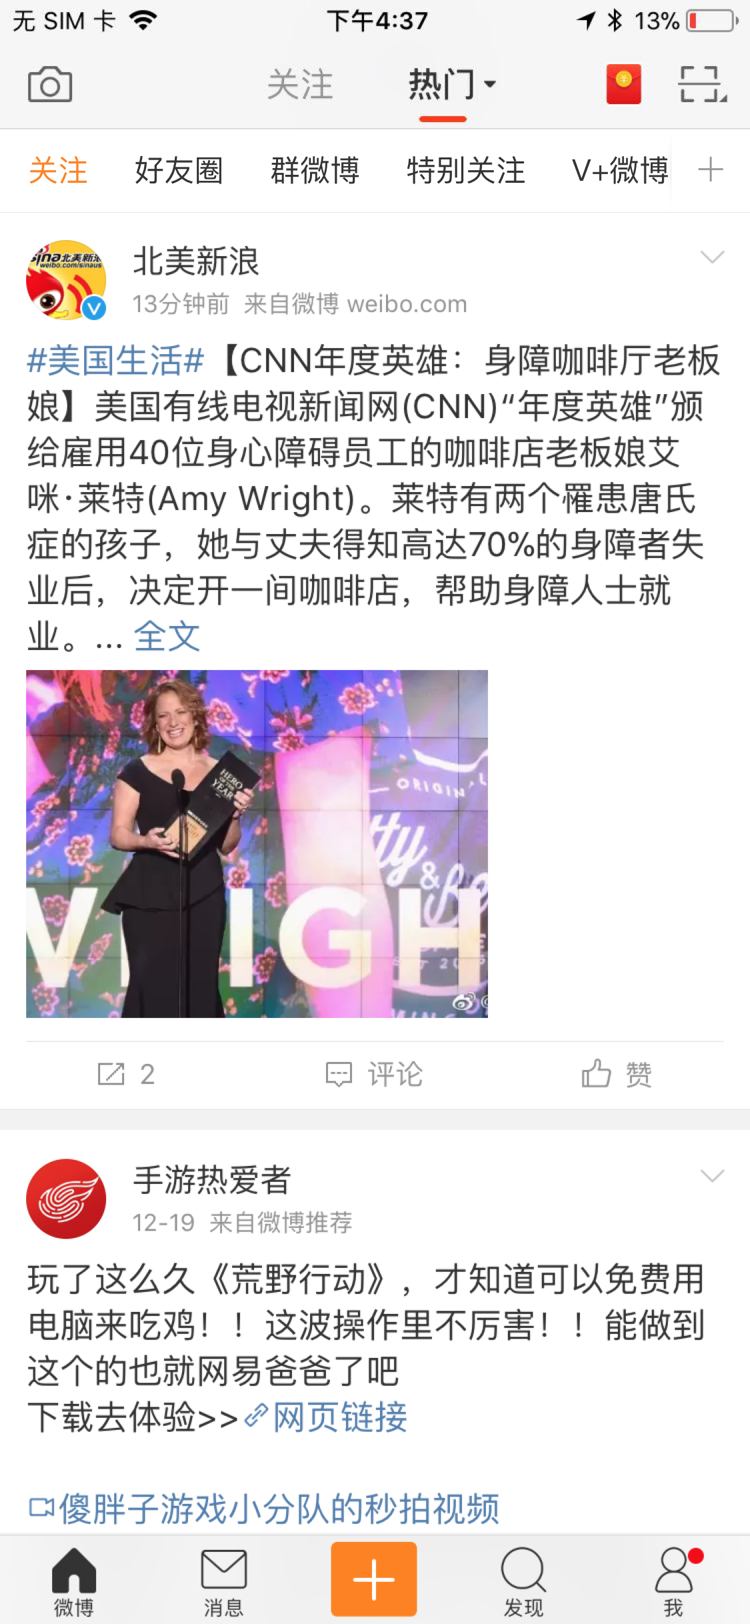 无 SIM 卡 下午4:37 13%
关注 热门
关注 好友圈 群微博 特别关注 V+微博
sina北美新浪
weibo.com/sinaus
北美新浪
13分钟前 来自微博 weibo.com
#美国生活#【CNN年度英雄：身障咖啡厅老板
娘】美国有线电视新闻网(CNN)“年度英雄”颁
给雇用40位身心障碍员工的咖啡店老板娘艾
咪·莱特(Amy Wright)。莱特有两个罹患唐氏
症的孩子，她与丈夫得知高达70%的身障者失
业后，决定开一间咖啡店，帮助身障人士就
业。... 全文
HERO
OF THE
YEAR
ORIGIN
&
W IGH
2 评论 赞
手游热爱者
12-19 来自微博推荐
玩了这么久《荒野行动》，才知道可以免费用
电脑来吃鸡！！这波操作里不厉害！！能做到
这个的也就网易爸爸了吧
下载去体验>>网页链接
傻胖子游戏小分队的秒拍视频
微博 消息 发现 我